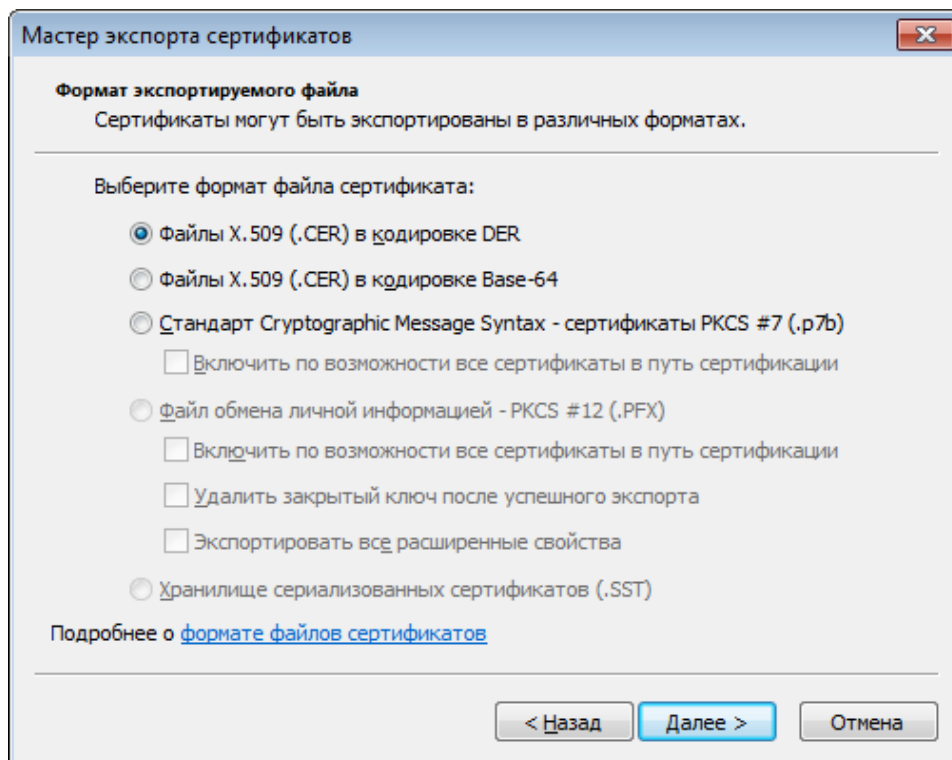 Мастер экспорта сертификатов
Формат экспортируемого файла
Сертификаты могут быть экспортированы в различных форматах.
Выберите формат файла сертификата:
Файлы X.509 (.CER) в кодировке DER
Файлы X.509 (.CER) в кодировке Base-64
Стандарт Cryptographic Message Syntax - сертификаты PKCS #7 (.p7b)
Включить по возможности все сертификаты в путь сертификации
Файл обмена личной информацией - PKCS #12 (.PFX)
Включить по возможности все сертификаты в путь сертификации
Удалить закрытый ключ после успешного экспорта
Экспортировать все расширенные свойства
Хранилище сериализованных сертификатов (.SST)
Подробнее о формате файлов сертификатов
< Назад Далее > Отмена